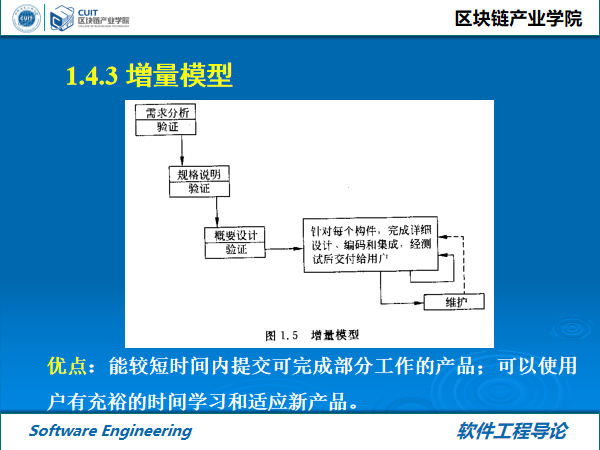 CUIT
区块链产业学院
区块链产业学院
1.4.3 增量模型
需求分析
验证
规格说明
验证
概要设计
验证
针对每个构件，完成详细
设计、编码和集成，经测
试后交付给用户
维护
图 1.5 增量模型
优点：能较短时间内提交可完成部分工作的产品；可以使用
户有充裕的时间学习和适应新产品。
Software Engineering
软件工程导论